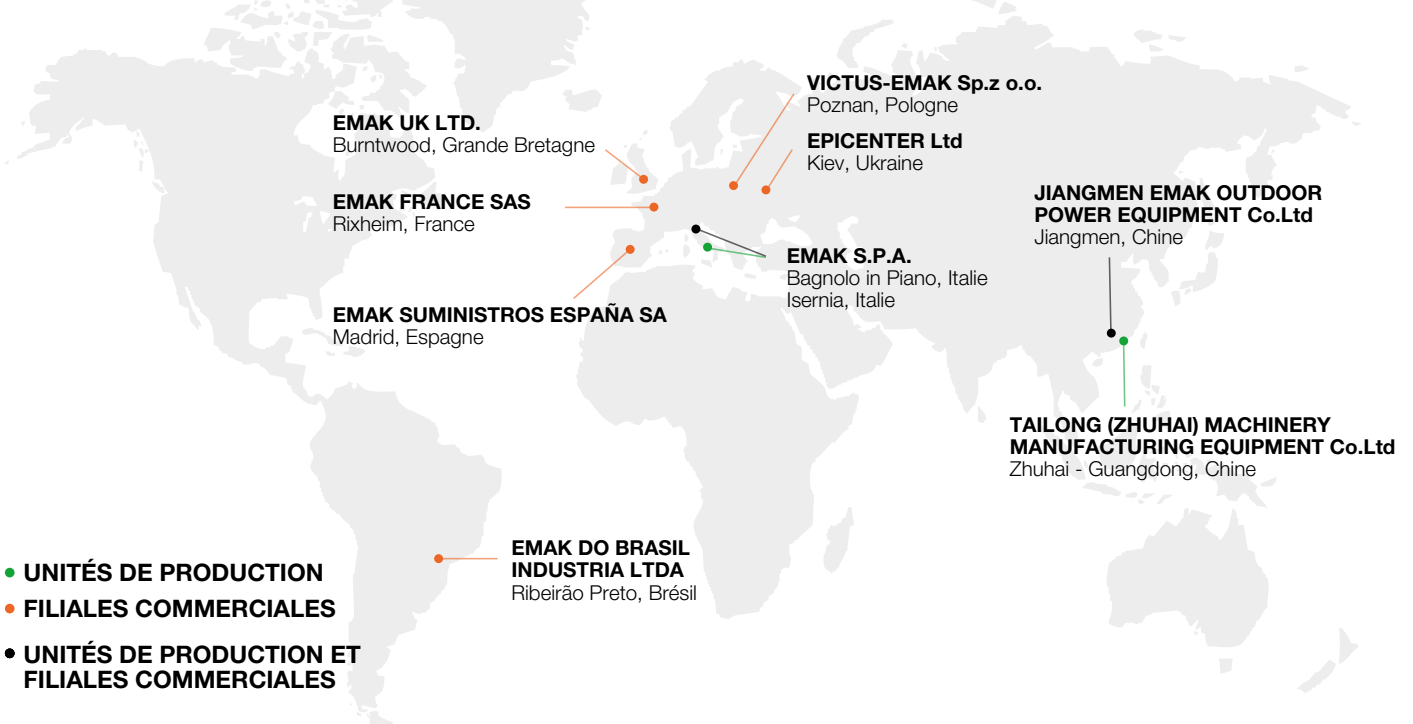 VICTUS-EMAK Sp.z o.o.
Poznan, Pologne
EMAK UK LTD.
Burntwood, Grande Bretagne
EPICENTER Ltd
Kiev, Ukraine
EMAK FRANCE SAS
Rixheim, France
JIANGMEN EMAK OUTDOOR
POWER EQUIPMENT Co.Ltd
Jiangmen, Chine
EMAK S.P.A.
Bagnolo in Piano, Italie
Isernia, Italie
EMAK SUMINISTROS ESPAÑA SA
Madrid, Espagne
TAILONG (ZHUHAI) MACHINERY
MANUFACTURING EQUIPMENT Co.Ltd
Zhuhai - Guangdong, Chine
EMAK DO BRASIL
INDUSTRIA LTDA
Ribeirão Preto, Brésil
UNITÉS DE PRODUCTION
FILIALES COMMERCIALES
UNITÉS DE PRODUCTION ET
FILIALES COMMERCIALES